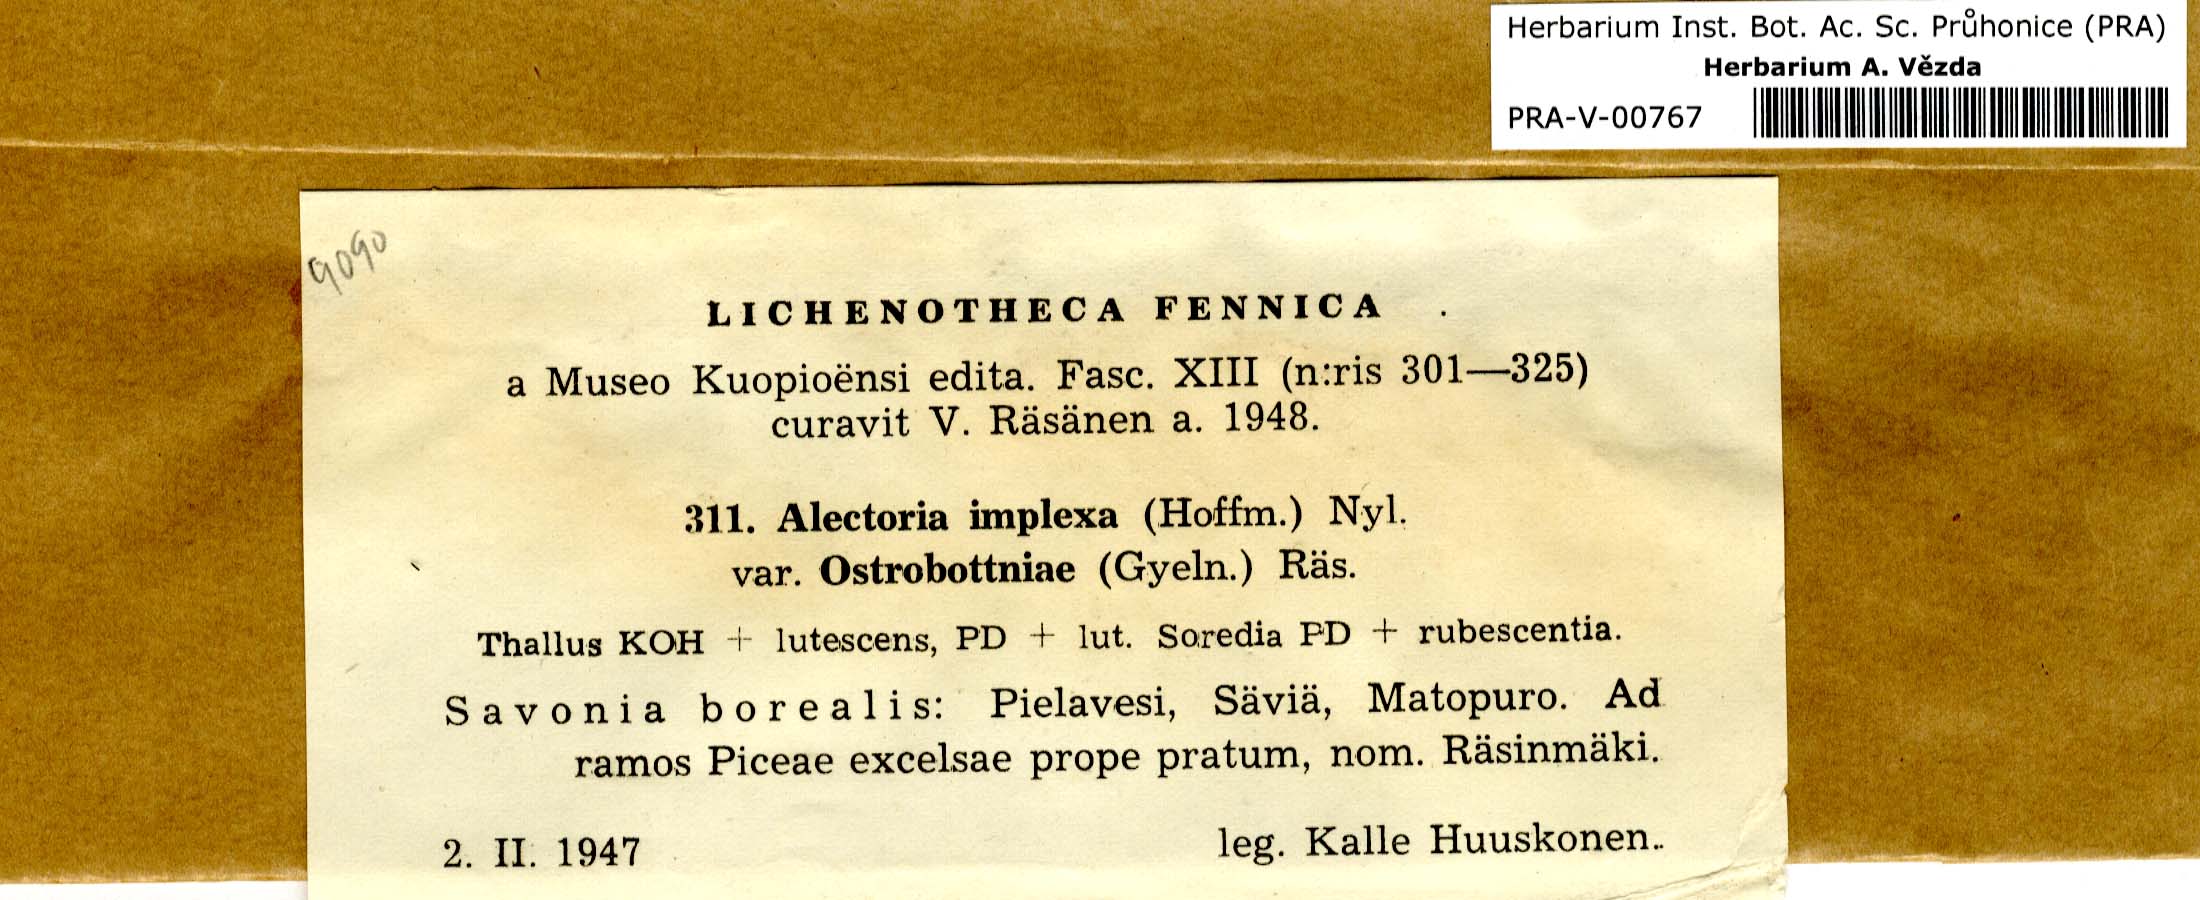 Herbarium Inst. Bot. Ac. Sc. Průhonice (PRA)
Herbarium A. Vězda
PRA-V-00767
9090
LICHENOTHECA FENNICA
a Museo Kuopioënsi edita. Fasc. XIII (n:ris 301—325)
curavit V. Räsänen a. 1948.
311. Alectoria implexa (Hoffm.) Nyl.
var. Ostrobottniae (Gyeln.) Räs.
Thallus KOH + lutescens, PD + lut. Soredia PD + rubescentia.
Savonia borealis: Pielavesi, Säviä, Matopuro. Ad
ramos Piceae excelsae prope pratum, nom. Räsinmäki.
2. II. 1947 leg. Kalle Huuskonen.